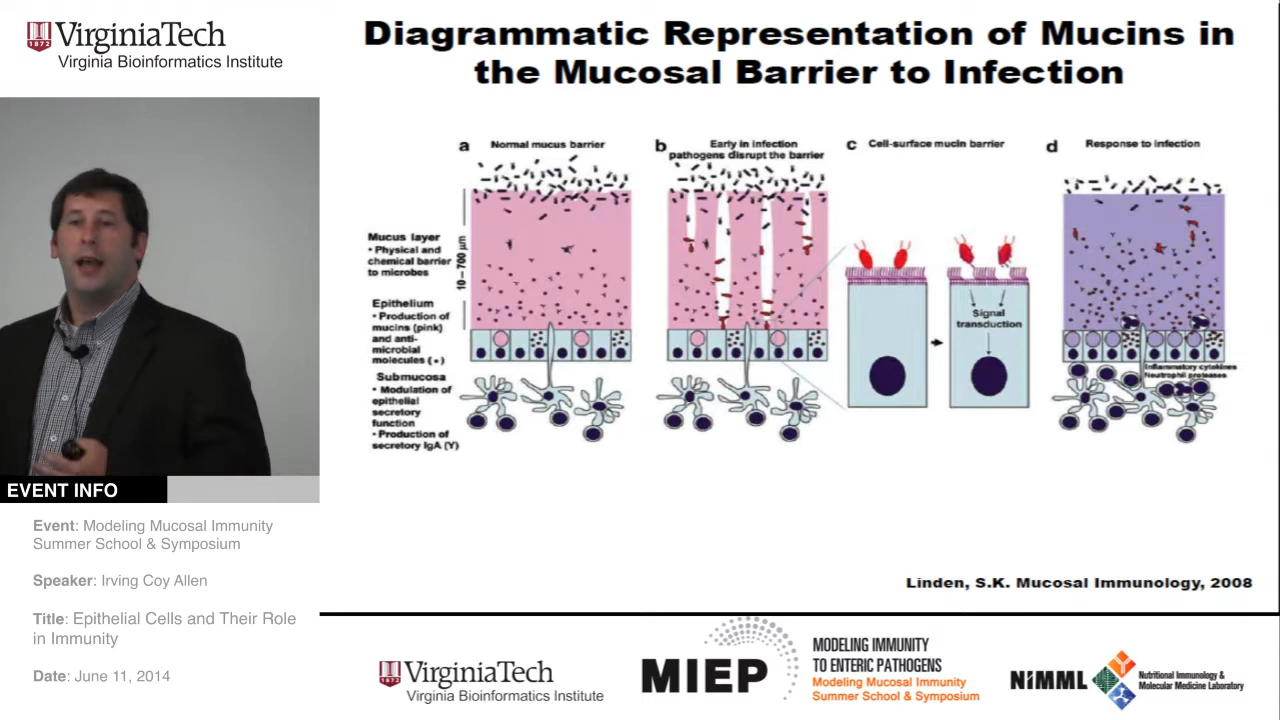 VirginiaTech
1872
Virginia Bioinformatics Institute
Diagrammatic Representation of Mucins in
the Mucosal Barrier to Infection
a
Normal mucus barrier
b
Early in infection
pathogens disrupt the barrier
c
Cell-surface mucin barrier
d
Response to infection
Mucus layer
• Physical and
chemical barrier
to microbes
10 – 700 µm
Epithelium
• Production of
mucins (pink)
and anti-
microbial
molecules (•)
Submucosa
• Modulation of
epithelial
secretory
function
• Production of
secretory IgA (Y)
Signal
transduction
Inflammatory cytokines
Neutrophil proteases
Linden, S.K. Mucosal Immunology, 2008
EVENT INFO
Event: Modeling Mucosal Immunity
Summer School & Symposium
Speaker: Irving Coy Allen
Title: Epithelial Cells and Their Role
in Immunity
Date: June 11, 2014
VirginiaTech
1872
Virginia Bioinformatics Institute
MIEP
MODELING IMMUNITY
TO ENTERIC PATHOGENS
Modeling Mucosal Immunity
Summer School & Symposium
NIMML
Nutritional Immunology &
Molecular Medicine Laboratory